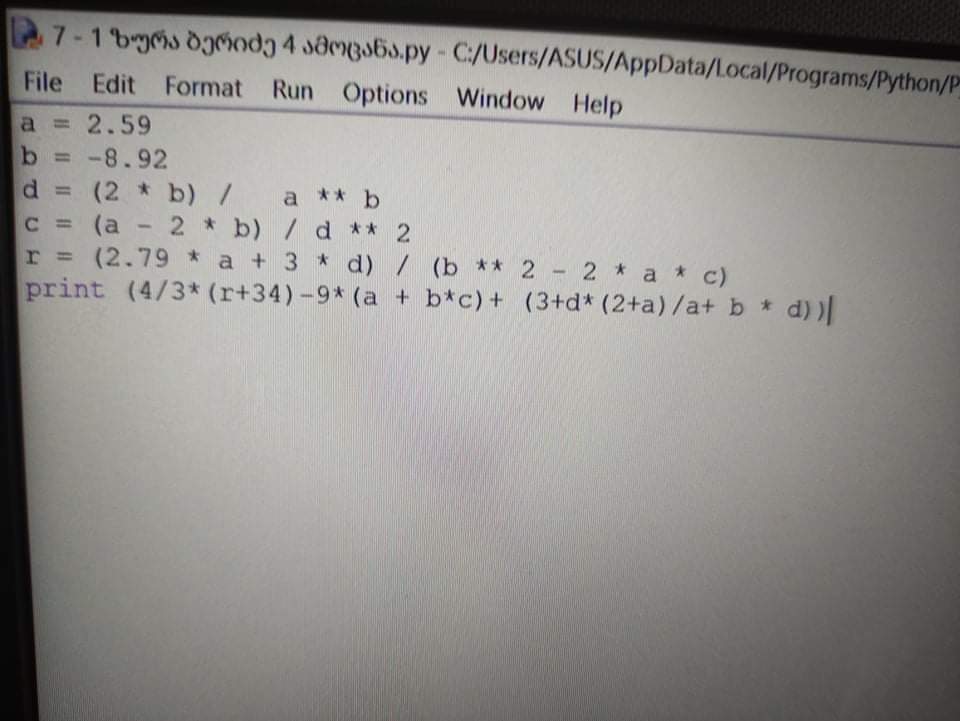 7 - 1 ზურა ბერიძე 4 ამოცანა.py - C:/Users/ASUS/AppData/Local/Programs/Python/P
File Edit Format Run Options Window Help
a = 2.59
b = -8.92
d = (2 * b) / a ** b
c = (a - 2 * b) / d ** 2
r = (2.79 * a + 3 * d) / (b ** 2 - 2 * a * c)
print (4/3*(r+34)-9*(a + b*c)+ (3+d*(2+a)/a+ b * d))